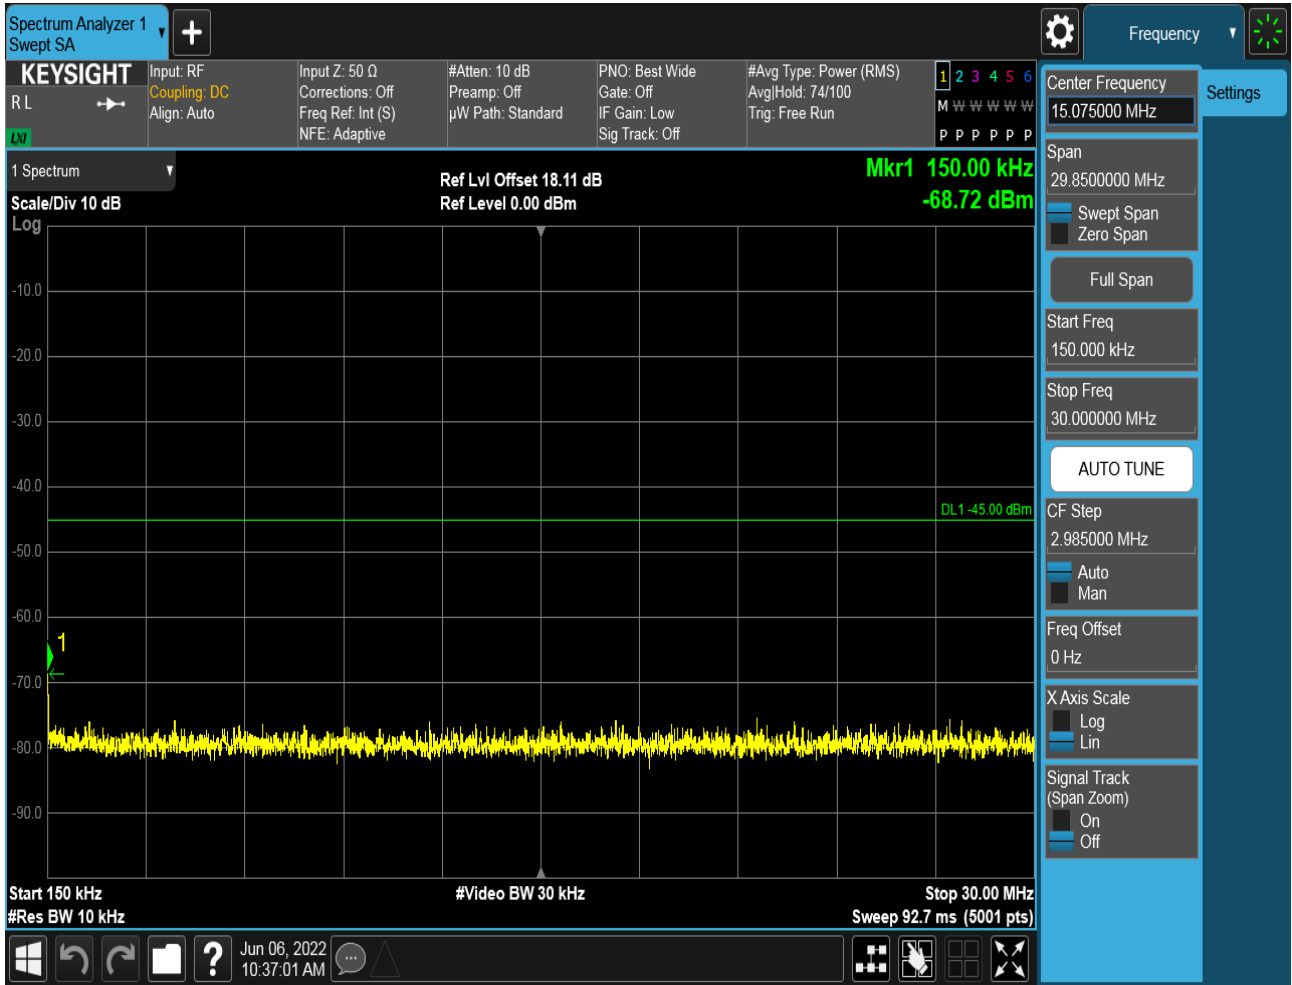 Spectrum Analyzer 1
Swept SA
Frequency
KEYSIGHT
R L
LXI
Input: RF
Coupling: DC
Align: Auto
Input Z: 50 Ω
Corrections: Off
Freq Ref: Int (S)
NFE: Adaptive
#Atten: 10 dB
Preamp: Off
µW Path: Standard
PNO: Best Wide
Gate: Off
IF Gain: Low
Sig Track: Off
#Avg Type: Power (RMS)
Avg|Hold: 74/100
Trig: Free Run
1 2 3 4 5 6
M W W W W W
P P P P P P
1 Spectrum
Scale/Div 10 dB
Log
Ref Lvl Offset 18.11 dB
Ref Level 0.00 dBm
Mkr1 150.00 kHz
-68.72 dBm
-10.0
-20.0
-30.0
-40.0
DL1 -45.00 dBm
-50.0
-60.0
1
-70.0
-80.0
-90.0
Start 150 kHz
#Video BW 30 kHz
Stop 30.00 MHz
#Res BW 10 kHz
Sweep 92.7 ms (5001 pts)
Center Frequency
15.075000 MHz
Settings
Span
29.8500000 MHz
Swept Span
Zero Span
Full Span
Start Freq
150.000 kHz
Stop Freq
30.000000 MHz
AUTO TUNE
CF Step
2.985000 MHz
Auto
Man
Freq Offset
0 Hz
X Axis Scale
Log
Lin
Signal Track
(Span Zoom)
On
Off
?
Jun 06, 2022
10:37:01 AM